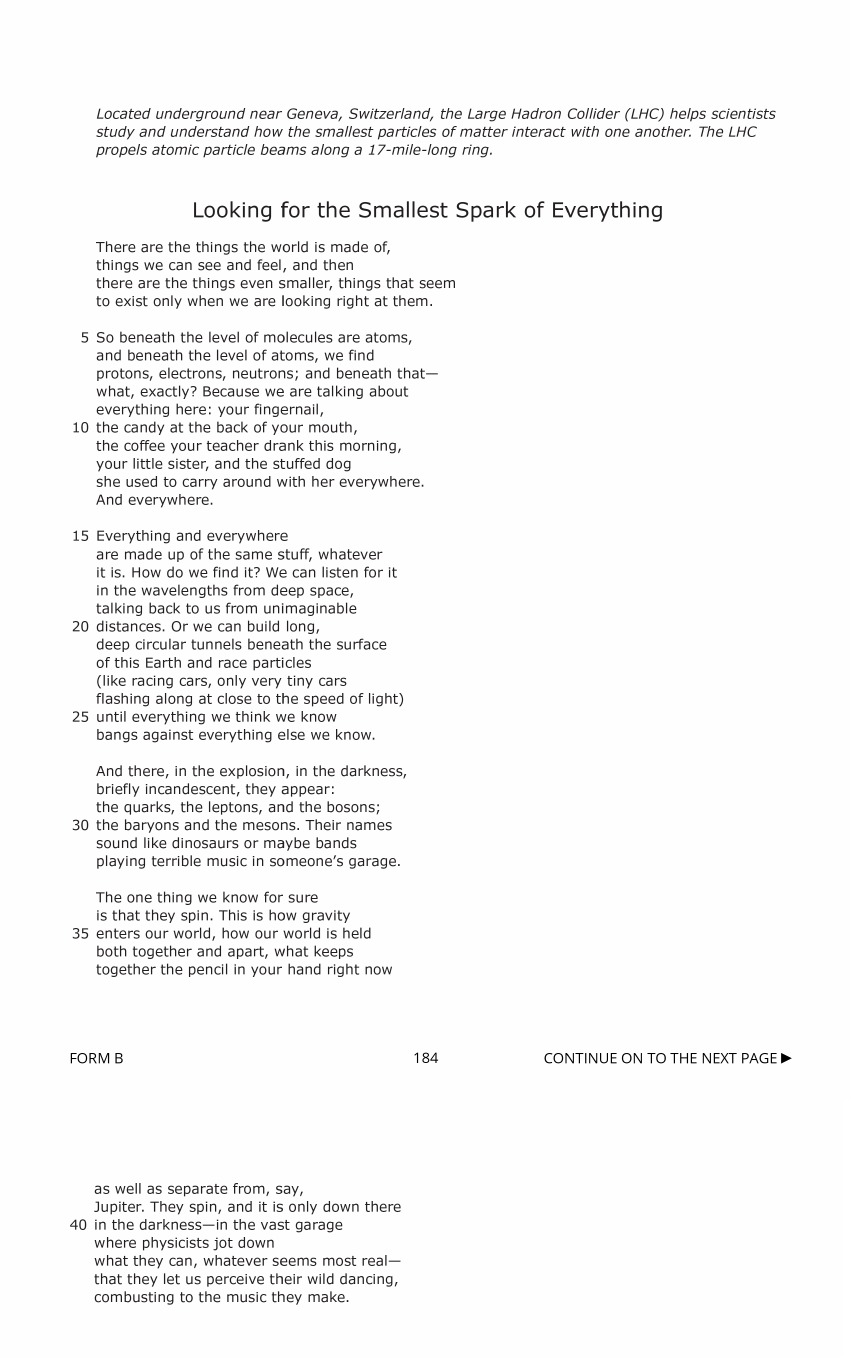 Located underground near Geneva, Switzerland, the Large Hadron Collider (LHC) helps scientists
study and understand how the smallest particles of matter interact with one another. The LHC
propels atomic particle beams along a 17-mile-long ring.
Looking for the Smallest Spark of Everything
There are the things the world is made of,
things we can see and feel, and then
there are the things even smaller, things that seem
to exist only when we are looking right at them.
5 So beneath the level of molecules are atoms,
and beneath the level of atoms, we find
protons, electrons, neutrons; and beneath that—
what, exactly? Because we are talking about
everything here: your fingernail,
10 the candy at the back of your mouth,
the coffee your teacher drank this morning,
your little sister, and the stuffed dog
she used to carry around with her everywhere.
And everywhere.
15 Everything and everywhere
are made up of the same stuff, whatever
it is. How do we find it? We can listen for it
in the wavelengths from deep space,
talking back to us from unimaginable
20 distances. Or we can build long,
deep circular tunnels beneath the surface
of this Earth and race particles
(like racing cars, only very tiny cars
flashing along at close to the speed of light)
25 until everything we think we know
bangs against everything else we know.
And there, in the explosion, in the darkness,
briefly incandescent, they appear:
the quarks, the leptons, and the bosons;
30 the baryons and the mesons. Their names
sound like dinosaurs or maybe bands
playing terrible music in someone's garage.
The one thing we know for sure
is that they spin. This is how gravity
35 enters our world, how our world is held
both together and apart, what keeps
together the pencil in your hand right now
FORM B 184 CONTINUE ON TO THE NEXT PAGE ▶
as well as separate from, say,
Jupiter. They spin, and it is only down there
40 in the darkness—in the vast garage
where physicists jot down
what they can, whatever seems most real—
that they let us perceive their wild dancing,
combusting to the music they make.